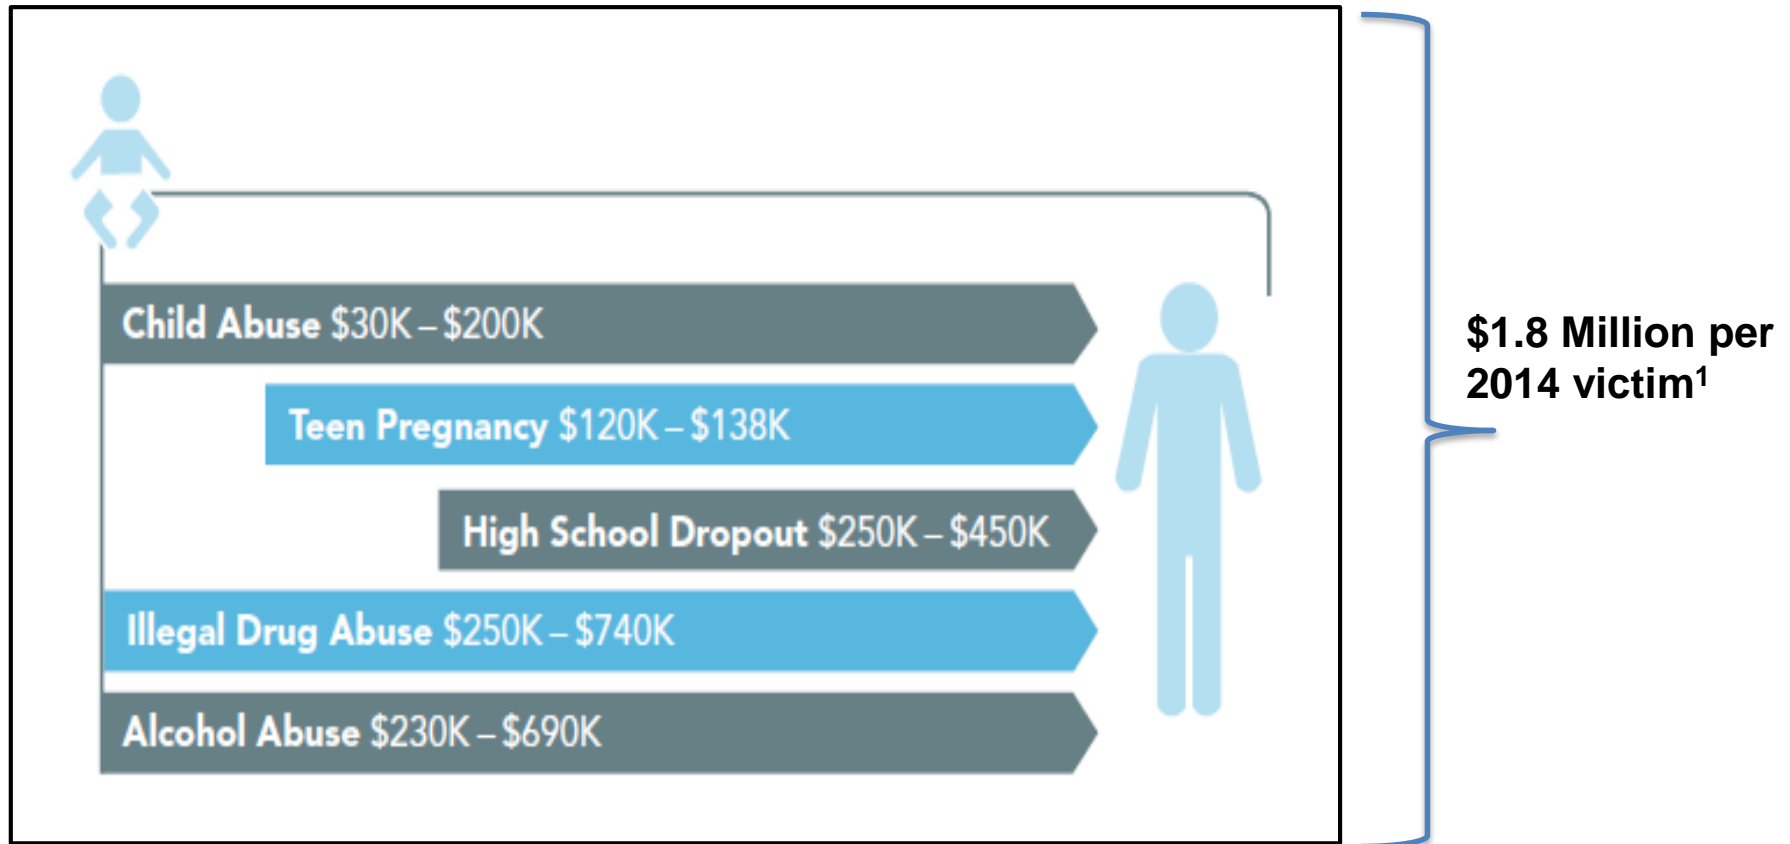 Child Abuse $30K – $200K
Teen Pregnancy $120K – $138K
High School Dropout $250K – $450K
Illegal Drug Abuse $250K – $740K
Alcohol Abuse $230K – $690K
$1.8 Million per
2014 victim¹